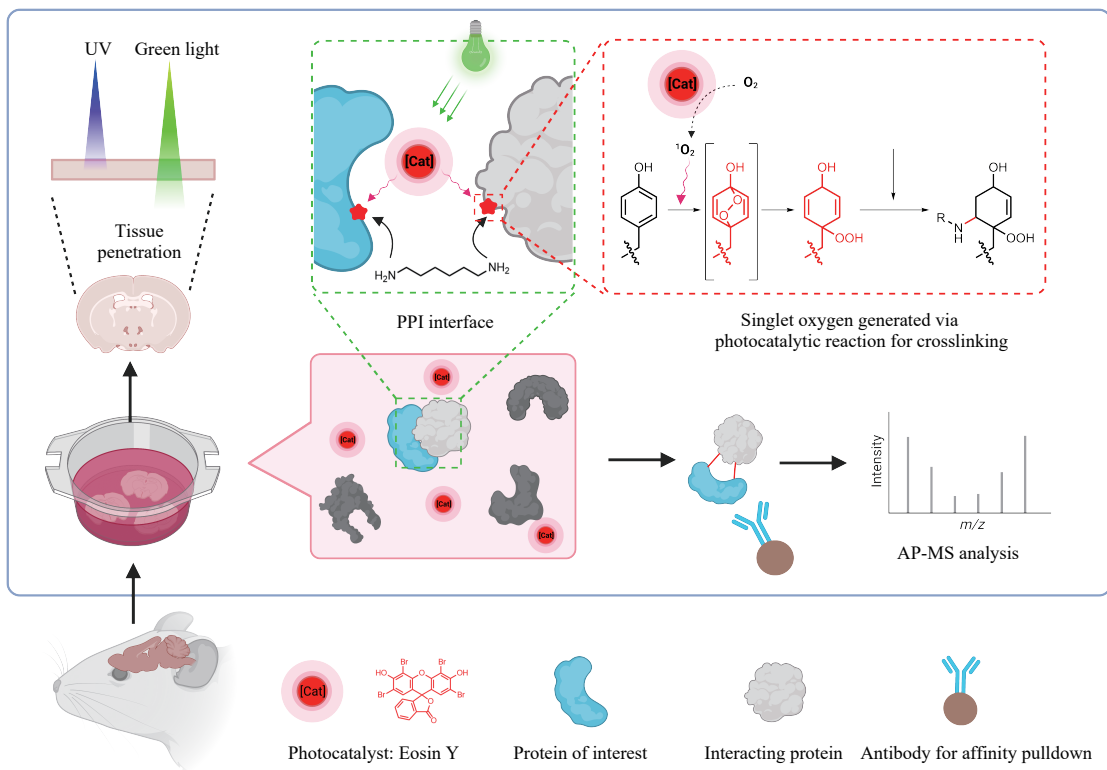 UV
Green light
Tissue
penetration
[Cat]
H₂N
NH₂
PPI interface
[Cat]
O₂
¹O₂
OH
OH
O
O
OH
OOH
OH
R
N
H
OOH
Singlet oxygen generated via
photocatalytic reaction for crosslinking
[Cat]
[Cat]
[Cat]
[Cat]
Intensity
m/z
AP-MS analysis
[Cat]
Br
Br
HO
O
OH
Br
Br
O
O
Photocatalyst: Eosin Y
Protein of interest
Interacting protein
Antibody for affinity pulldown